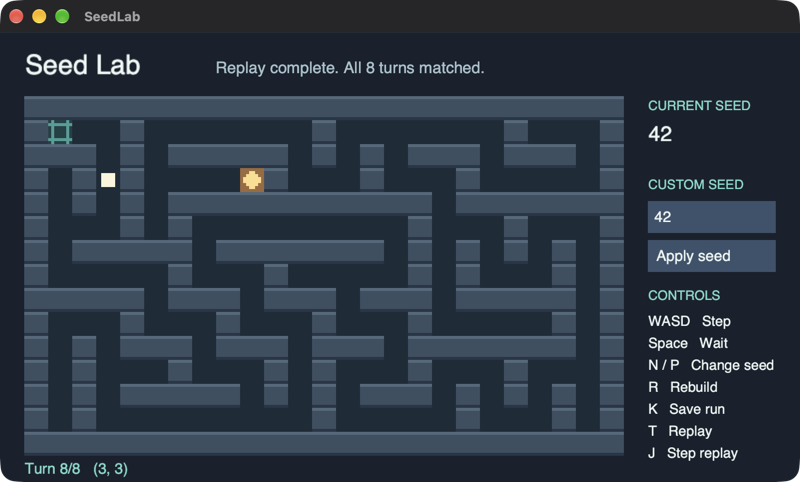 SeedLab
Seed Lab
Replay complete. All 8 turns matched.
CURRENT SEED
42
CUSTOM SEED
42
Apply seed
CONTROLS
WASD Step
Space Wait
N / P Change seed
R Rebuild
K Save run
T Replay
J Step replay
Turn 8/8 (3, 3)